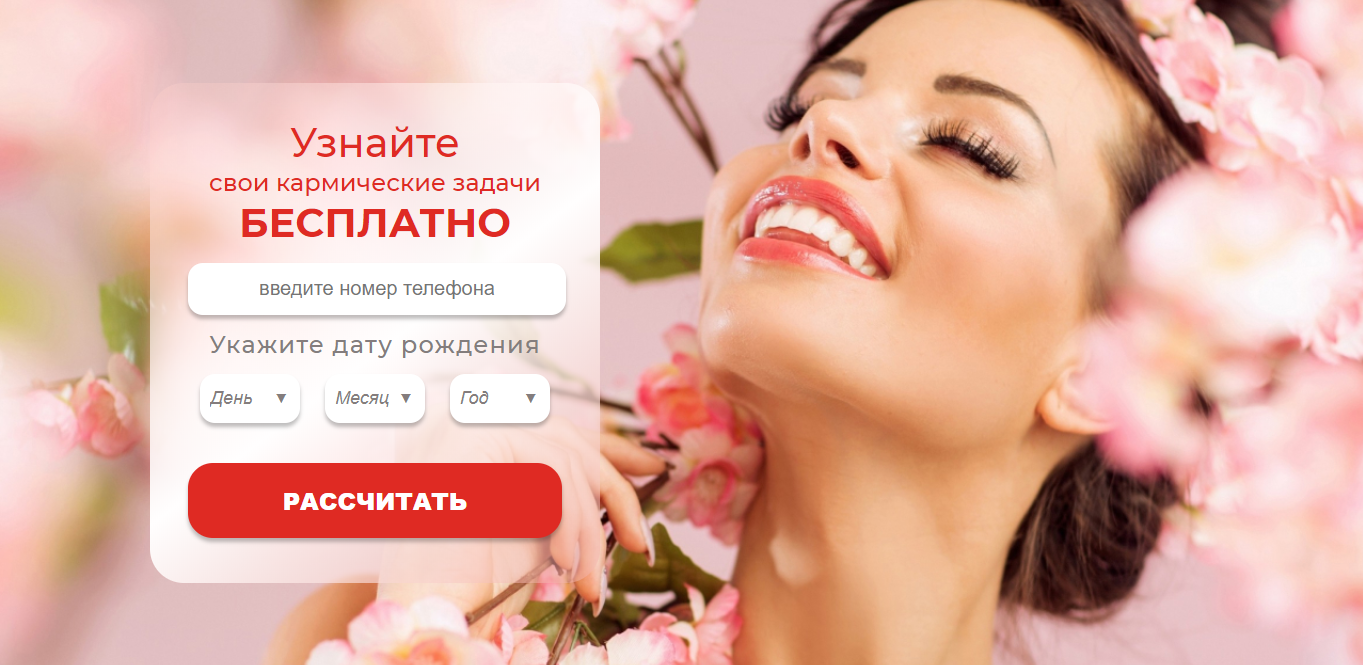 Узнайте
свои кармические задачи
БЕСПЛАТНО
введите номер телефона
Укажите дату рождения
День ▼ Месяц ▼ Год ▼
РАССЧИТАТЬ